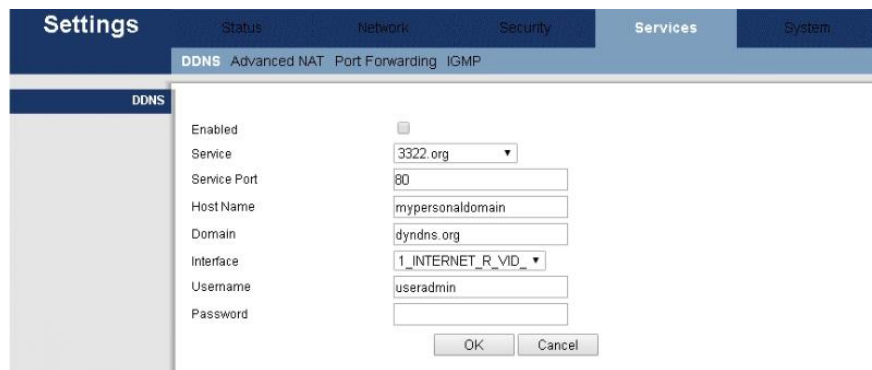 Settings Status Network Security Services System
DDNS Advanced NAT Port Forwarding IGMP
DDNS
Enabled
Service 3322.org
Service Port 80
Host Name mypersonaldomain
Domain dyndns.org
Interface 1_INTERNET_R_VID_
Username useradmin
Password
OK Cancel